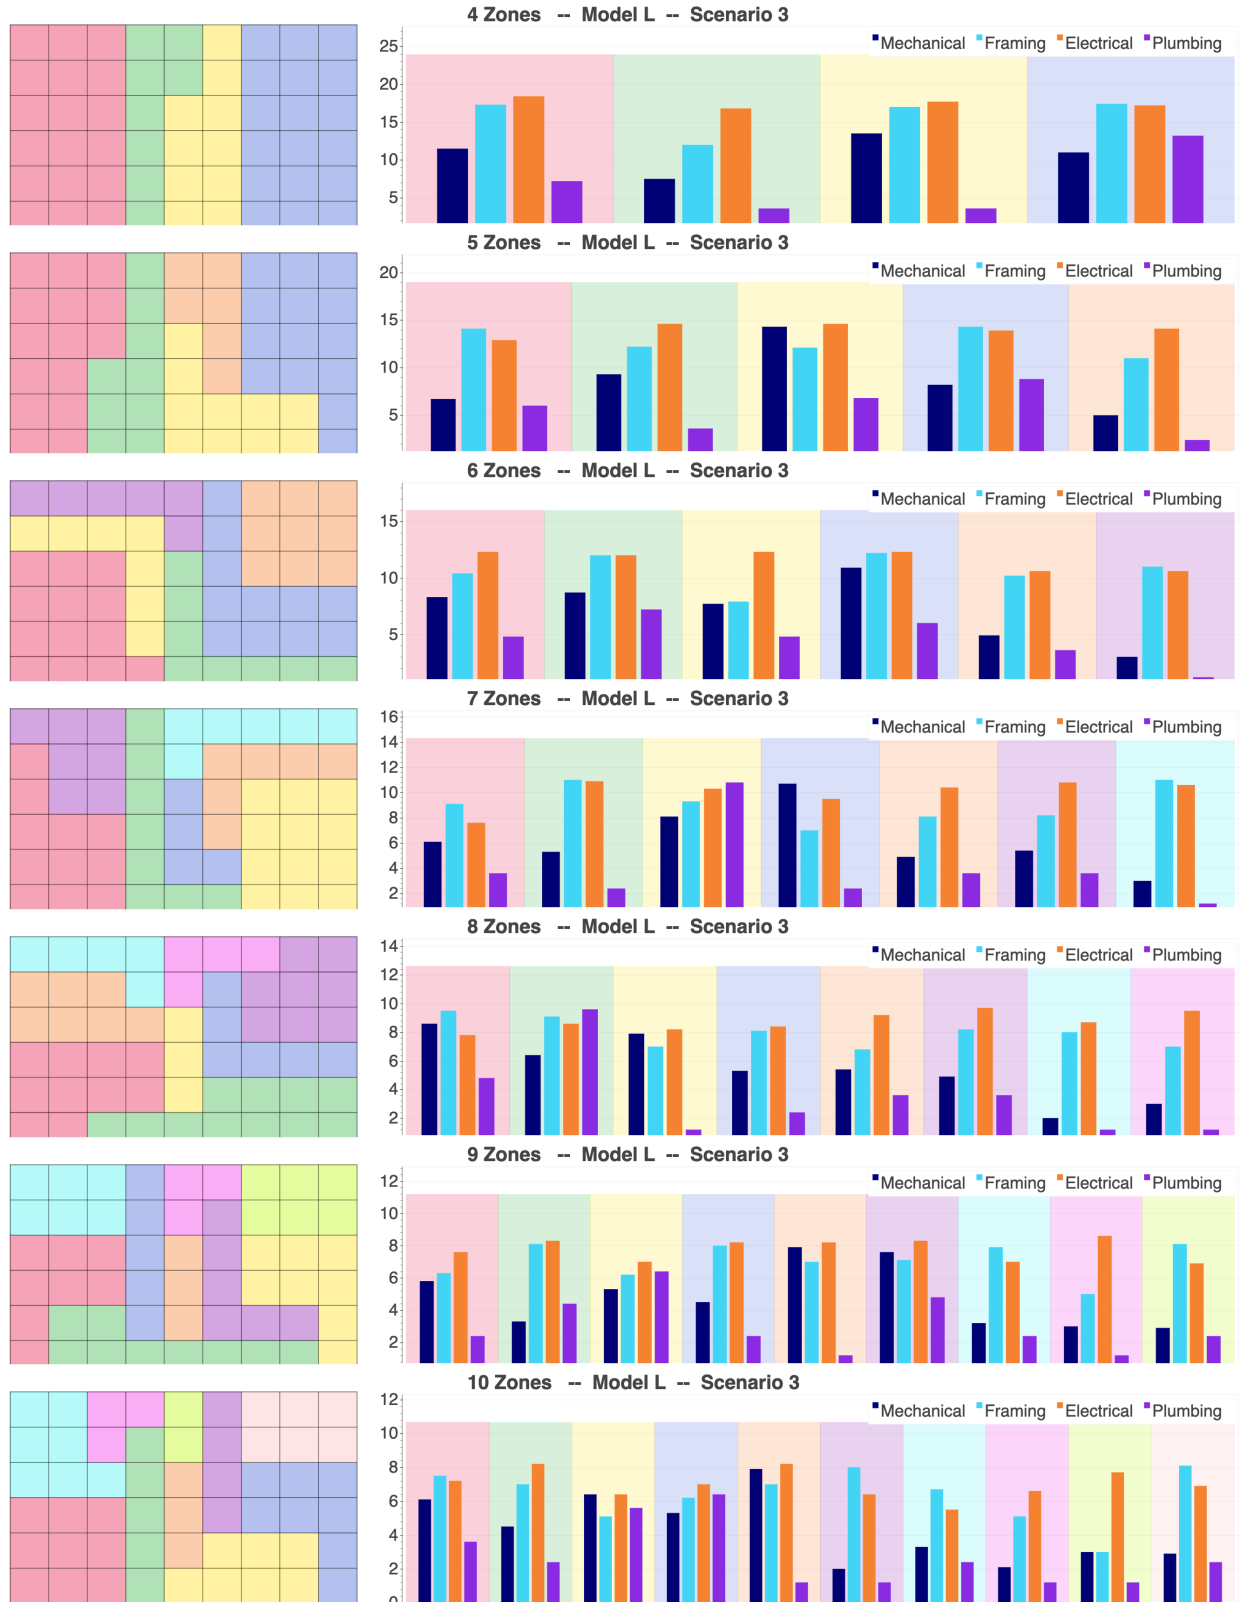 4 Zones -- Model L -- Scenario 3
Mechanical Framing Electrical Plumbing
25
20
15
10
5
5 Zones -- Model L -- Scenario 3
Mechanical Framing Electrical Plumbing
20
15
10
5
6 Zones -- Model L -- Scenario 3
Mechanical Framing Electrical Plumbing
15
10
5
7 Zones -- Model L -- Scenario 3
Mechanical Framing Electrical Plumbing
16
14
12
10
8
6
4
2
8 Zones -- Model L -- Scenario 3
Mechanical Framing Electrical Plumbing
14
12
10
8
6
4
2
9 Zones -- Model L -- Scenario 3
Mechanical Framing Electrical Plumbing
12
10
8
6
4
2
10 Zones -- Model L -- Scenario 3
Mechanical Framing Electrical Plumbing
12
10
8
6
4
2
0